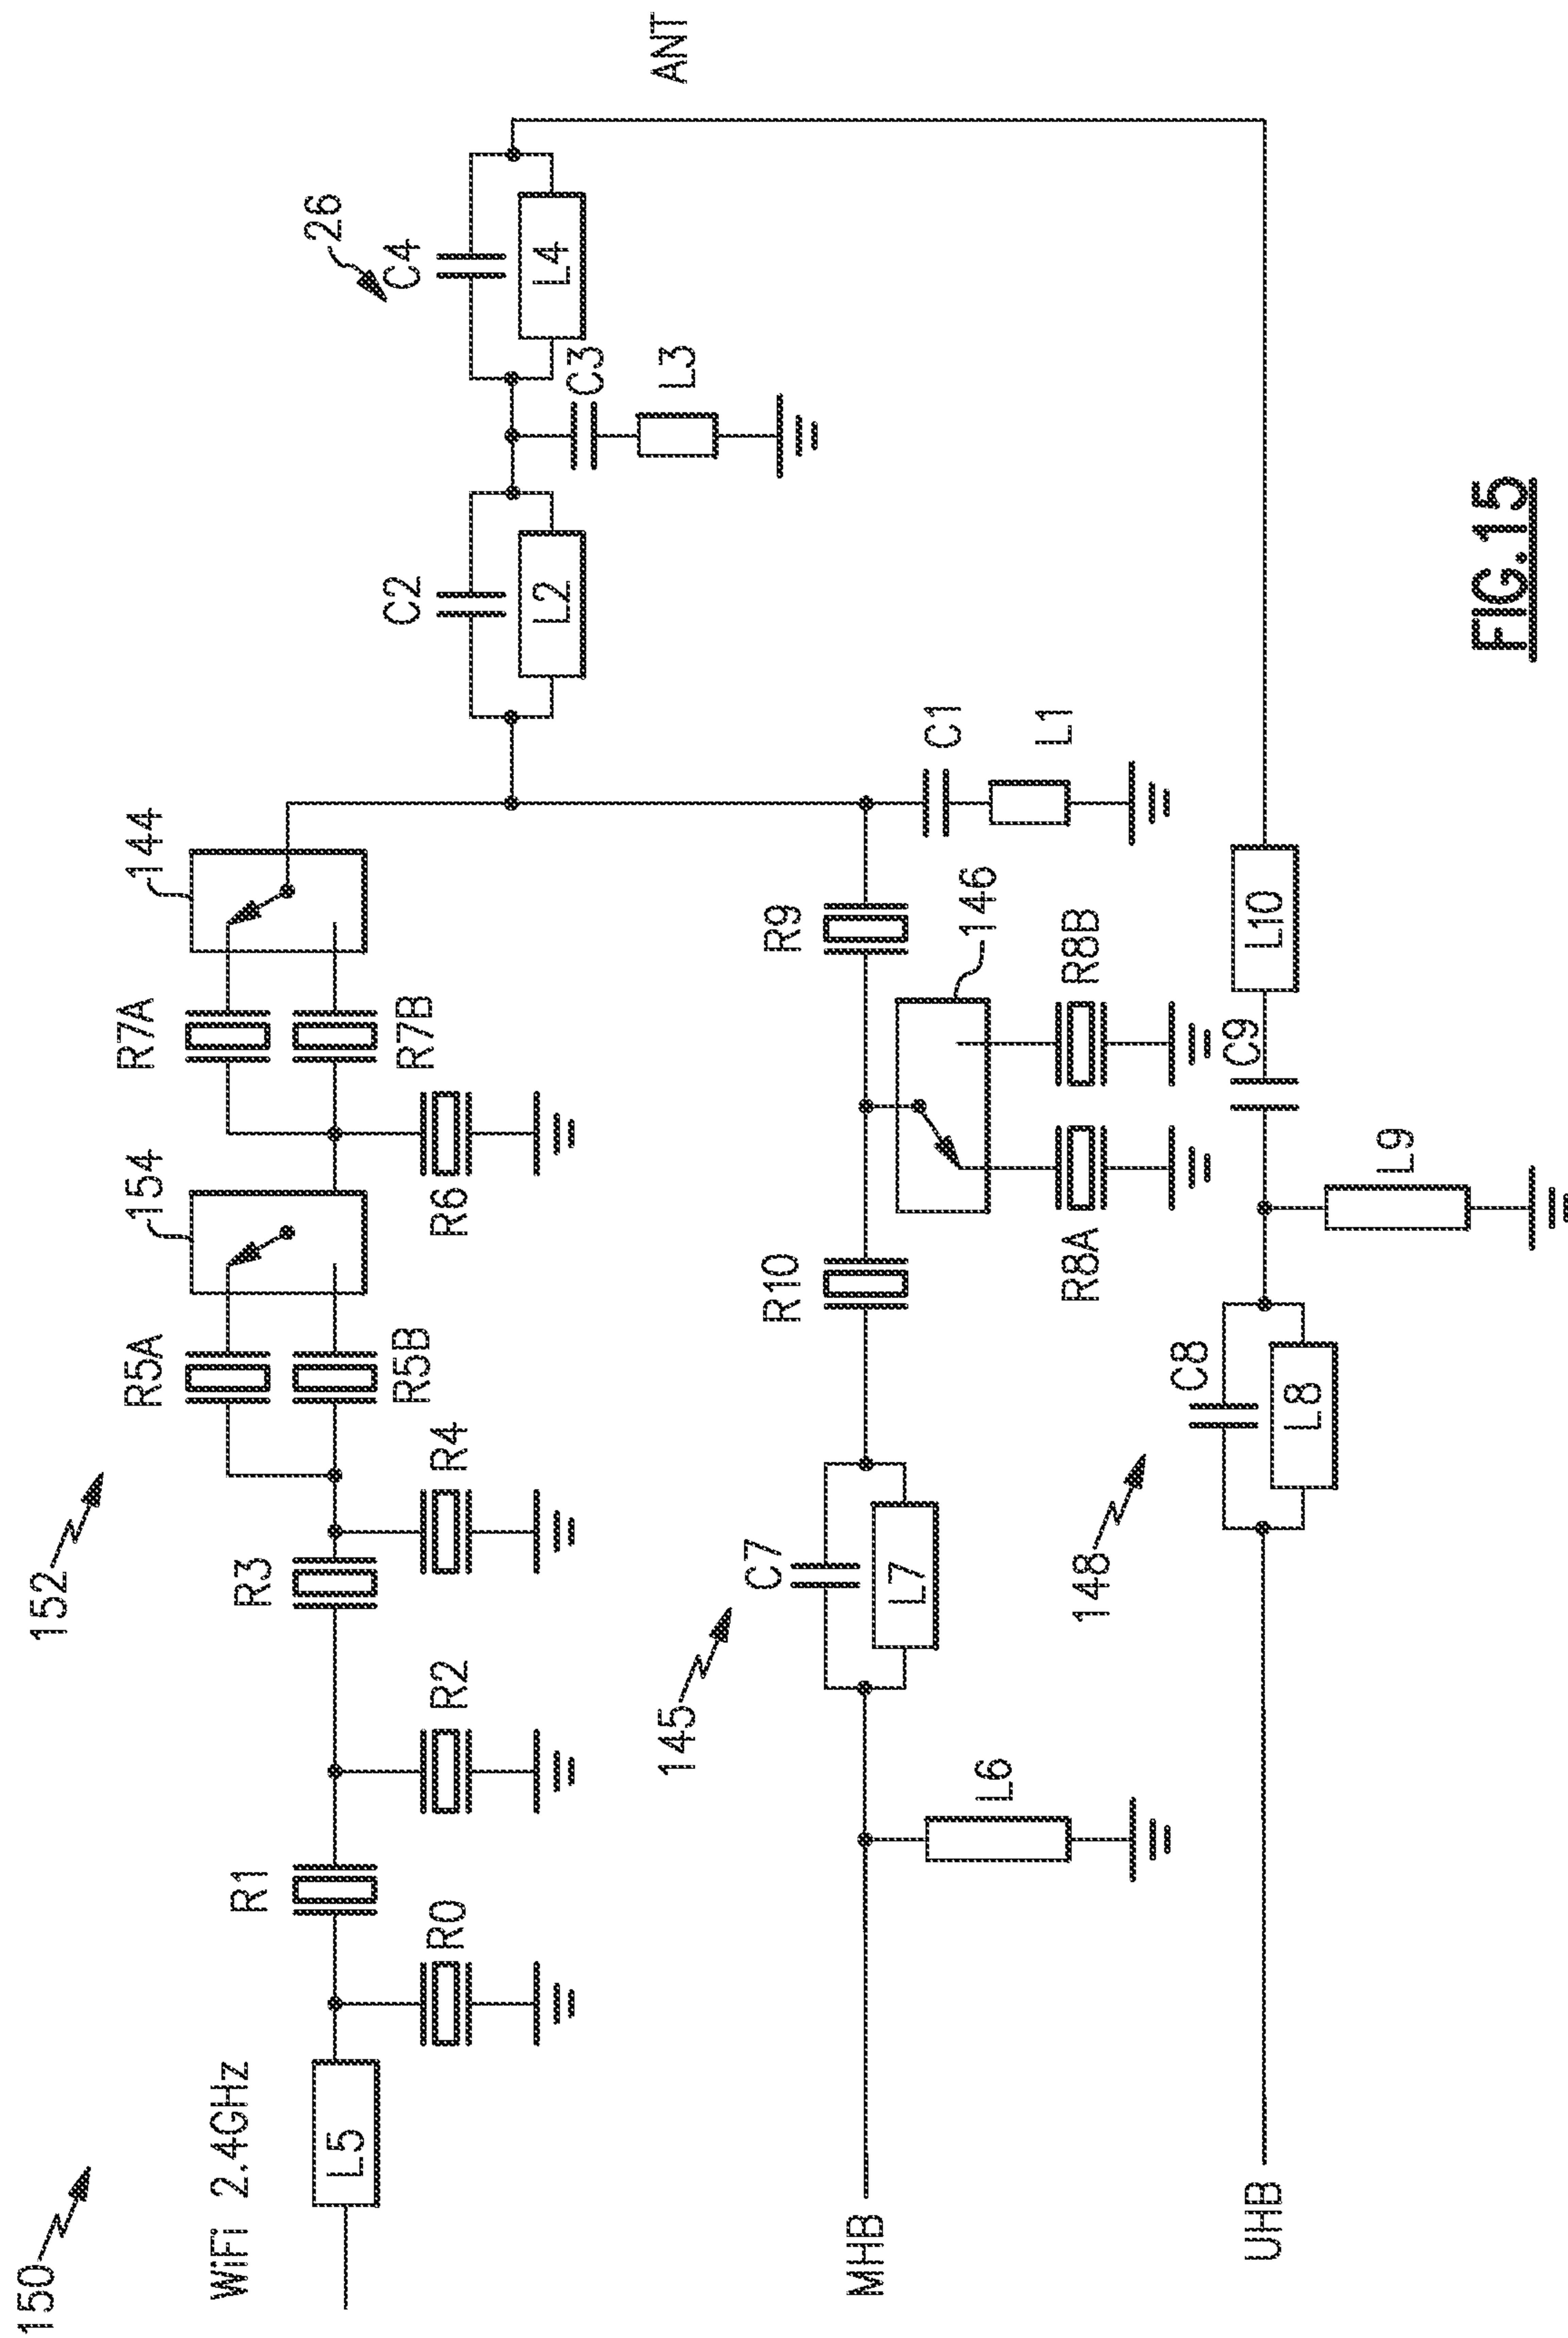 150
WiFi 2.4GHz
L5
R0
R1
R2
152
R3
R4
R5A
R5B
154
R6
R7A
R7B
144
C2
L2
26
C4
L4
C3
L3
ANT
MHB
L6
145
C7
L7
R10
R9
146
R8A
R8B
C1
L1
UHB
148
C8
L8
L9
C9
L10
FIG.15